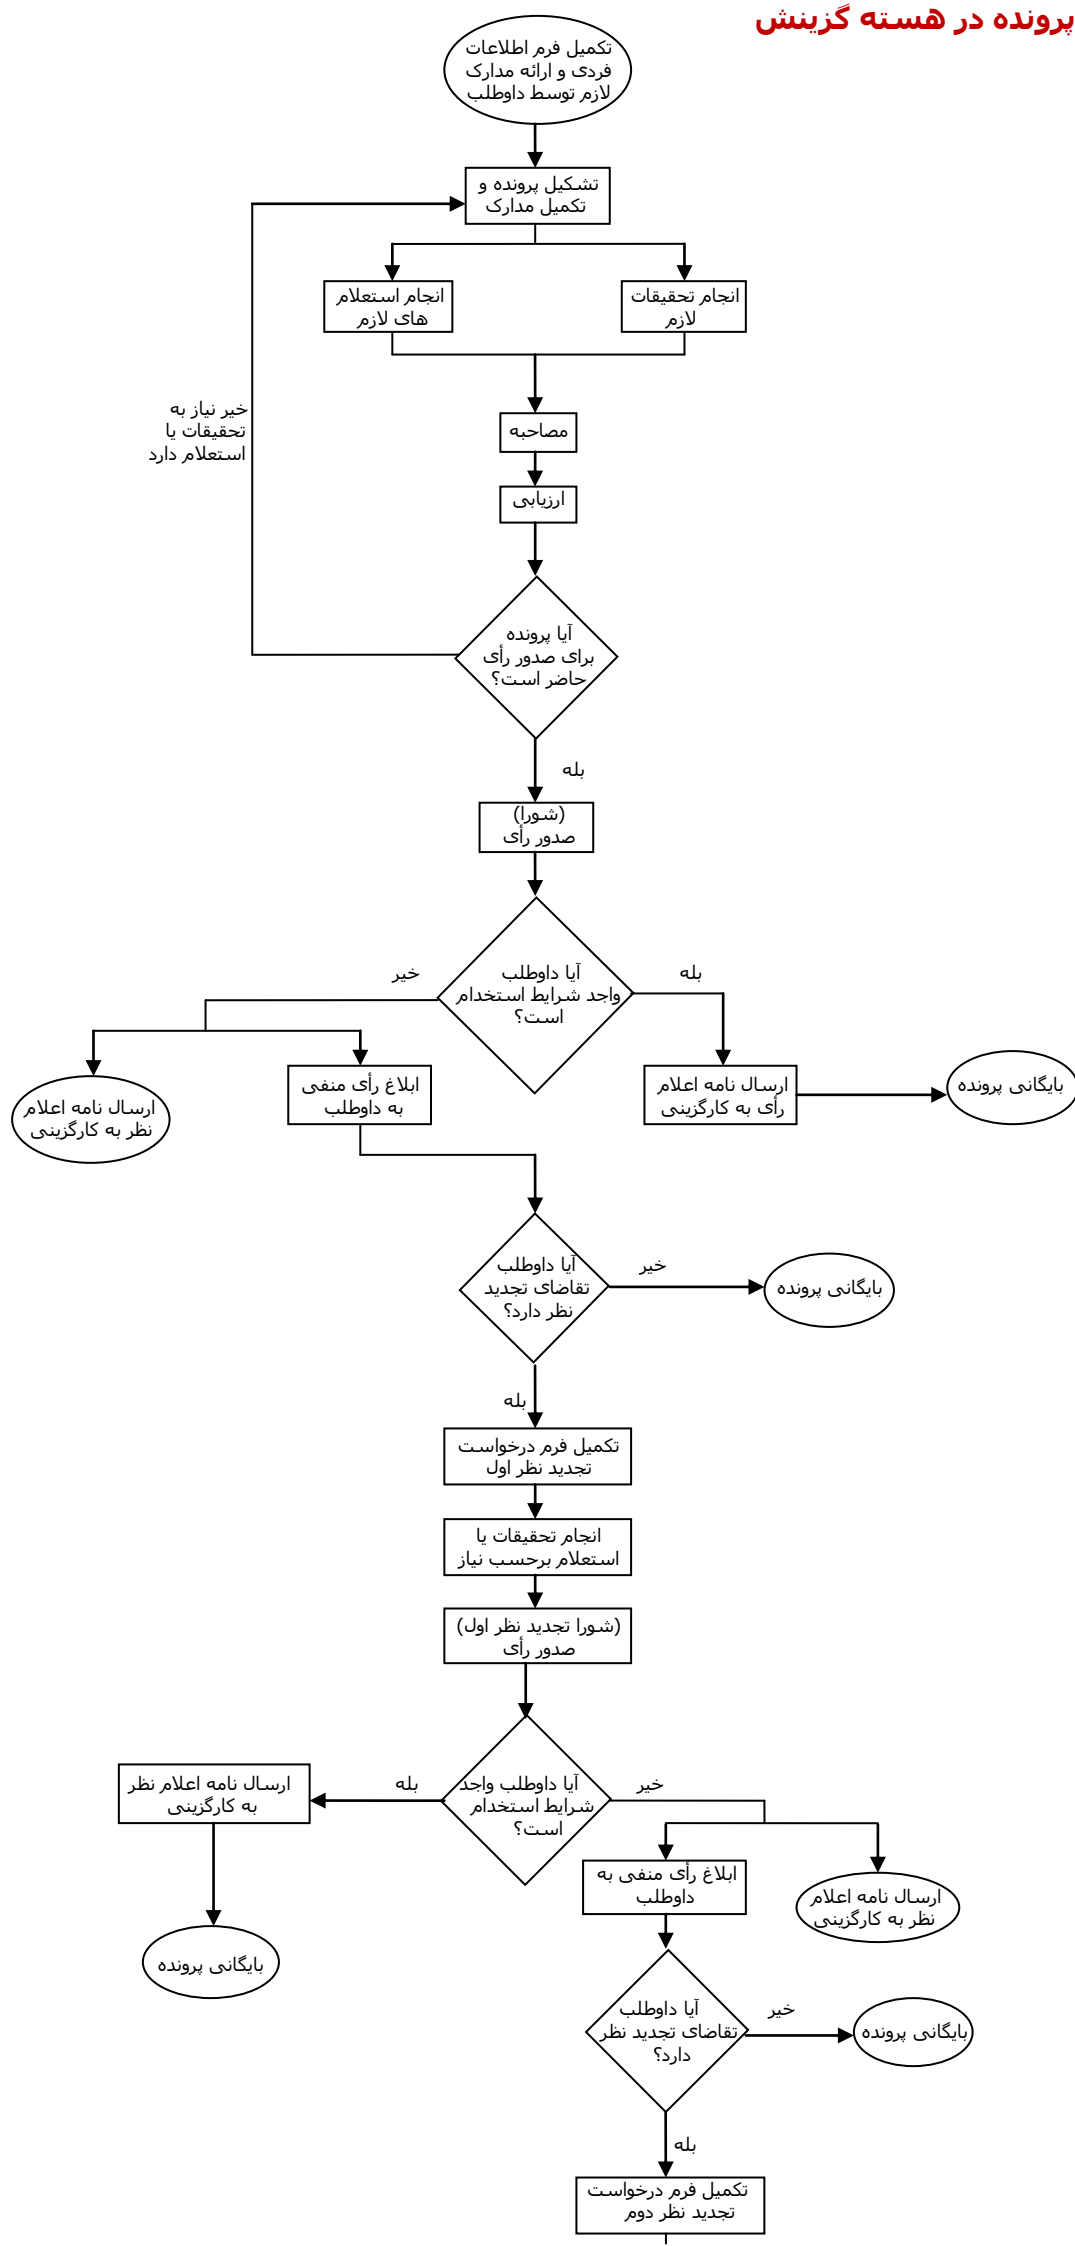 پرونده در هسته گزینش
تکمیل فرم اطلاعات
فردی و ارائه مدارک
لازم توسط داوطلب
تشکیل پرونده و
تکمیل مدارک
انجام تحقیقات
لازم
انجام استعلام
های لازم
مصاحبه
ارزیابی
خیر نیاز به
تحقیقات یا
استعلام دارد
آیا پرونده
برای صدور رأی
حاضر است؟
بله
(شورا)
صدور رأی
آیا داوطلب
واجد شرایط استخدام
است؟
بله
خیر
بایگانی پرونده
ارسال نامه اعلام
رأی به کارگزینی
ابلاغ رأی منفی
به داوطلب
ارسال نامه اعلام
نظر به کارگزینی
آیا داوطلب
تقاضای تجدید
نظر دارد؟
خیر
بایگانی پرونده
بله
تکمیل فرم درخواست
تجدید نظر اول
انجام تحقیقات یا
استعلام برحسب نیاز
(شورا تجدید نظر اول)
صدور رأی
آیا داوطلب واجد
شرایط استخدام
است؟
خیر
بله
ارسال نامه اعلام نظر
به کارگزینی
ابلاغ رأی منفی به
داوطلب
ارسال نامه اعلام
نظر به کارگزینی
بایگانی پرونده
آیا داوطلب
تقاضای تجدید نظر
دارد؟
خیر
بایگانی پرونده
بله
تکمیل فرم درخواست
تجدید نظر دوم